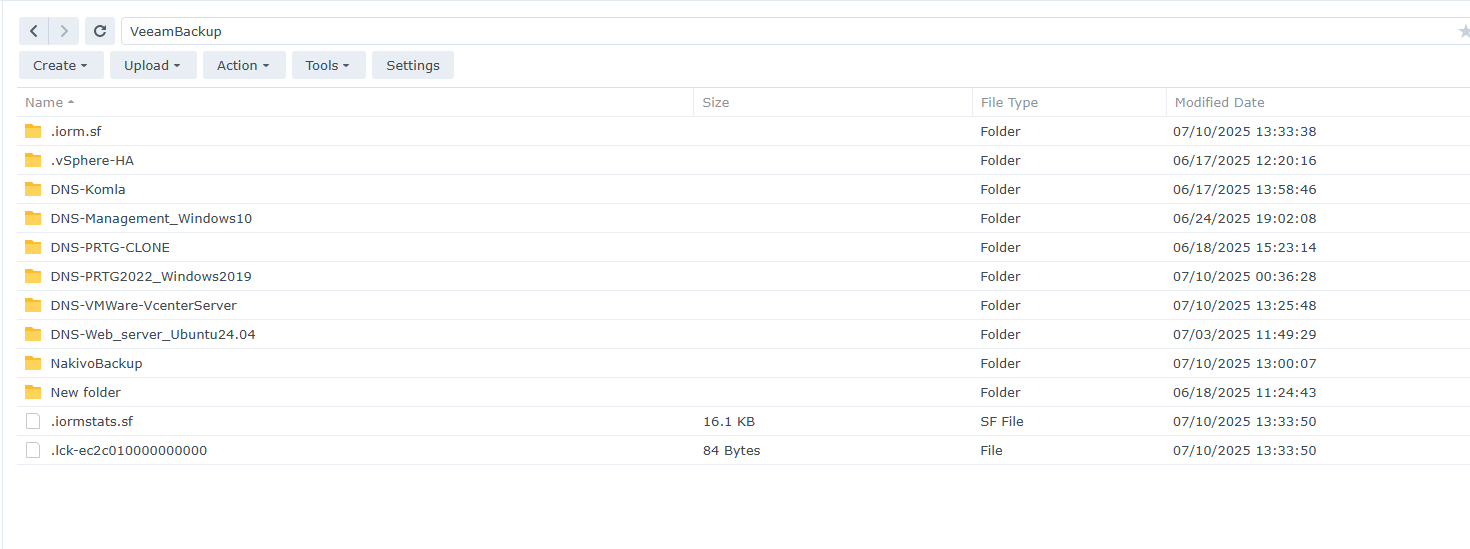 VeeamBackup
Create Upload Action Tools Settings
Name Size File Type Modified Date
.iorm.sf Folder 07/10/2025 13:33:38
.vSphere-HA Folder 06/17/2025 12:20:16
DNS-Komla Folder 06/17/2025 13:58:46
DNS-Management_Windows10 Folder 06/24/2025 19:02:08
DNS-PRTG-CLONE Folder 06/18/2025 15:23:14
DNS-PRTG2022_Windows2019 Folder 07/10/2025 00:36:28
DNS-VMWare-VcenterServer Folder 07/10/2025 13:25:48
DNS-Web_server_Ubuntu24.04 Folder 07/03/2025 11:49:29
NakivoBackup Folder 07/10/2025 13:00:07
New folder Folder 06/18/2025 11:24:43
.iormstats.sf 16.1 KB SF File 07/10/2025 13:33:50
.lck-ec2c010000000000 84 Bytes File 07/10/2025 13:33:50